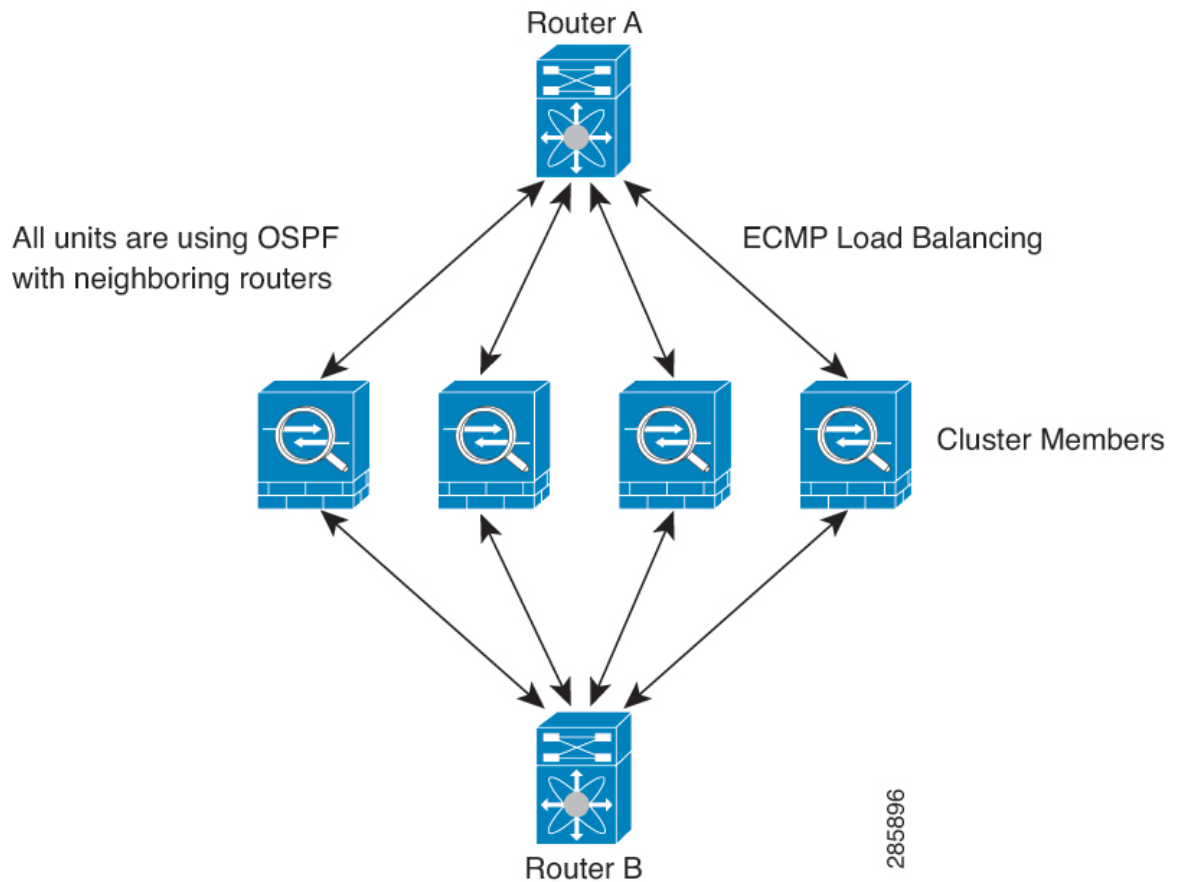 Router A
All units are using OSPF
with neighboring routers
ECMP Load Balancing
Cluster Members
Router B
285896